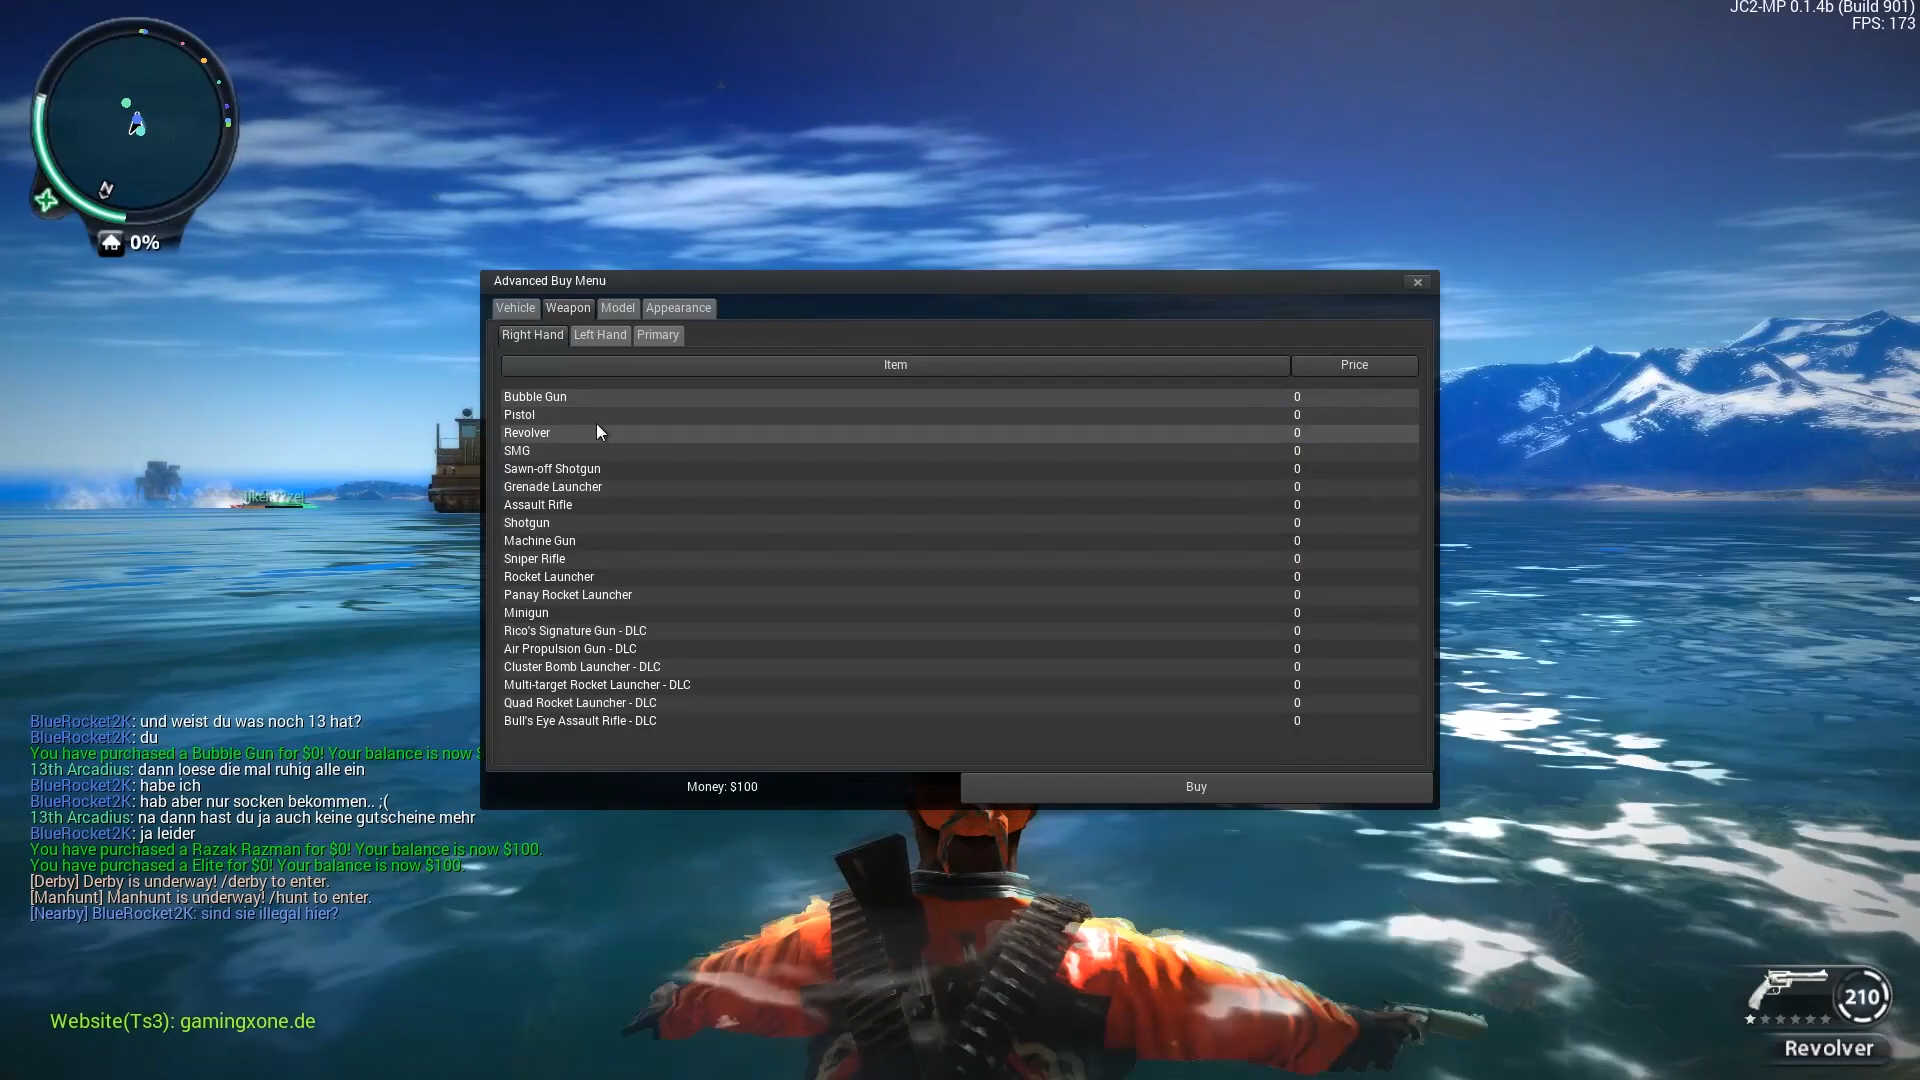 JC2-MP 0.1.4b (Build 901)
FPS: 173
N
0%
Advanced Buy Menu
Vehicle Weapon Model Appearance
Right Hand Left Hand Primary
Item Price
Bubble Gun 0
Pistol 0
Revolver 0
SMG 0
Sawn-off Shotgun 0
Grenade Launcher 0
Assault Rifle 0
Shotgun 0
Machine Gun 0
Sniper Rifle 0
Rocket Launcher 0
Panay Rocket Launcher 0
Minigun 0
Rico's Signature Gun - DLC 0
Air Propulsion Gun - DLC 0
Cluster Bomb Launcher - DLC 0
Multi-target Rocket Launcher - DLC 0
Quad Rocket Launcher - DLC 0
Bull's Eye Assault Rifle - DLC 0
Money: $100 Buy
BlueRocket2K: und weist du was noch 13 hat?
BlueRocket2K: du
You have purchased a Bubble Gun for $0! Your balance is now
13th Arcadius: dann loese die mal ruhig alle ein
BlueRocket2K: habe ich
BlueRocket2K: hab aber nur socken bekommen.. ;(
13th Arcadius: na dann hast du ja auch keine gutscheine mehr
BlueRocket2K: ja leider
You have purchased a Razak Razman for $0! Your balance is now $100.
You have purchased a Elite for $0! Your balance is now $100.
[Derby] Derby is underway! /derby to enter.
[Manhunt] Manhunt is underway! /hunt to enter.
[Nearby] BlueRocket2K: sind sie illegal hier?
Website(Ts3): gamingxone.de
210
Revolver